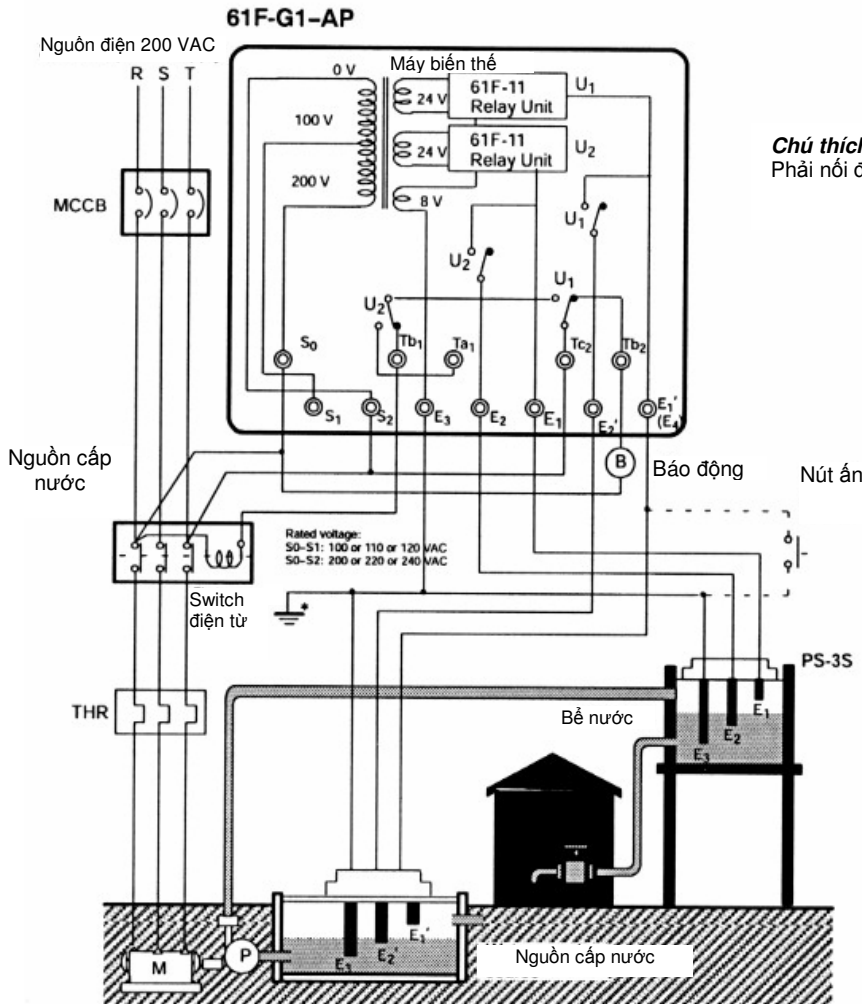 61F-G1-AP
Nguồn điện 200 VAC
R S T
0 V
Máy biến thế
100 V
200 V
24 V
61F-11
Relay Unit
U1
24 V
61F-11
Relay Unit
U2
8 V
Chú thích
Phải nối đ
MCCB
U1
U2
U1
U2
S0
Tb1
Ta1
Tc2
Tb2
S1
S2
E3
E2
E1
E2'
E1'
(E4)
Nguồn cấp
nước
B
Báo động
Nút ấn
Rated voltage:
S0-S1: 100 or 110 or 120 VAC
S0-S2: 200 or 220 or 240 VAC
*
Switch
điện từ
PS-3S
THR
Bể nước
E1
E2
E3
E1'
E2'
E3
Nguồn cấp nước
M
P